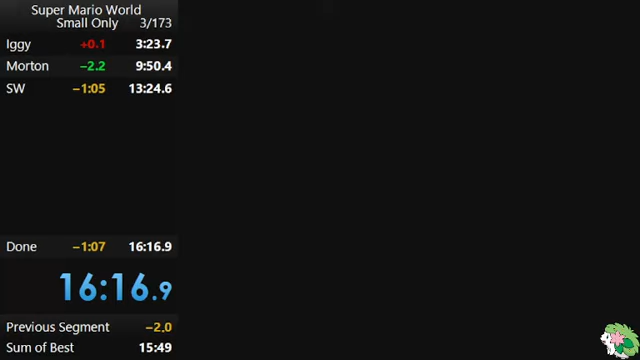 Super Mario World
Small Only 3/173
Iggy +0.1 3:23.7
Morton −2.2 9:50.4
SW −1:05 13:24.6
Done −1:07 16:16.9
16:16.9
Previous Segment −2.0
Sum of Best 15:49